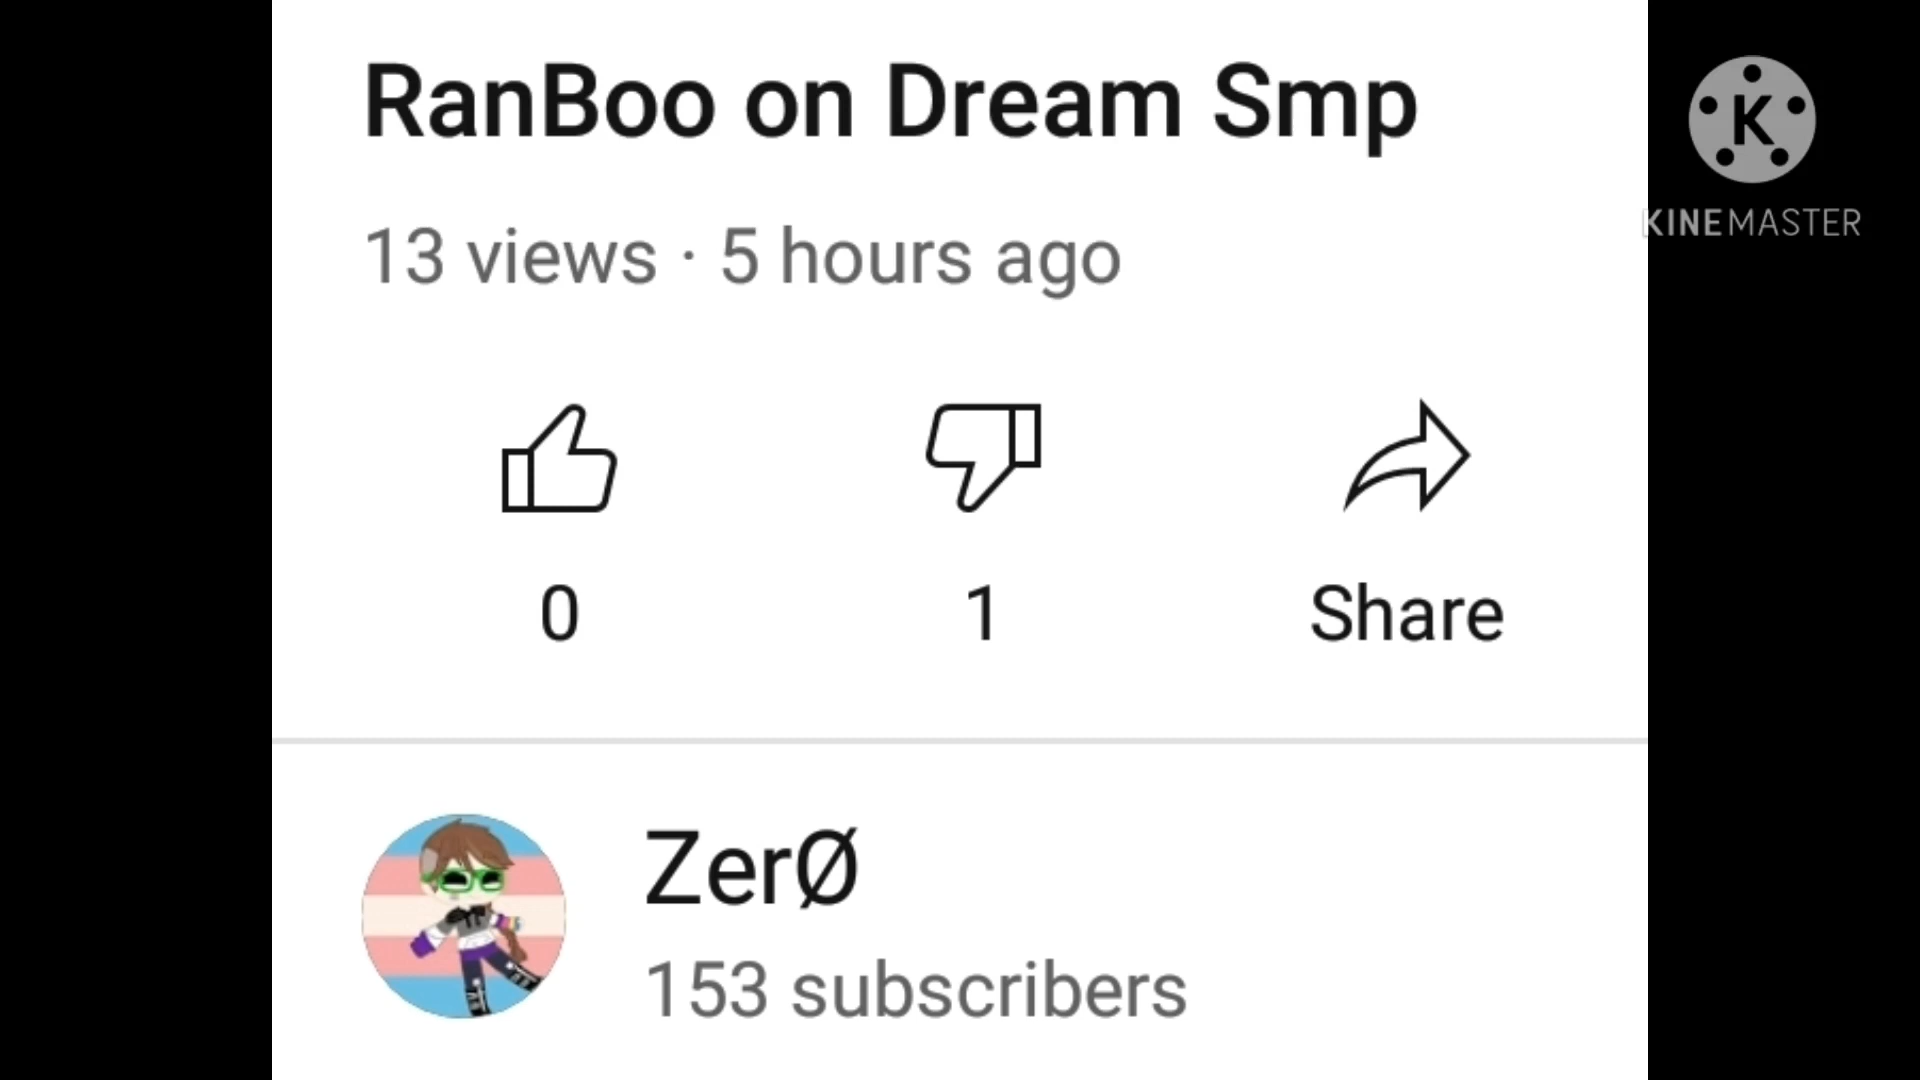 RanBoo on Dream Smp
K
KINEMASTER
13 views · 5 hours ago
0
1
Share
ZerØ
153 subscribers